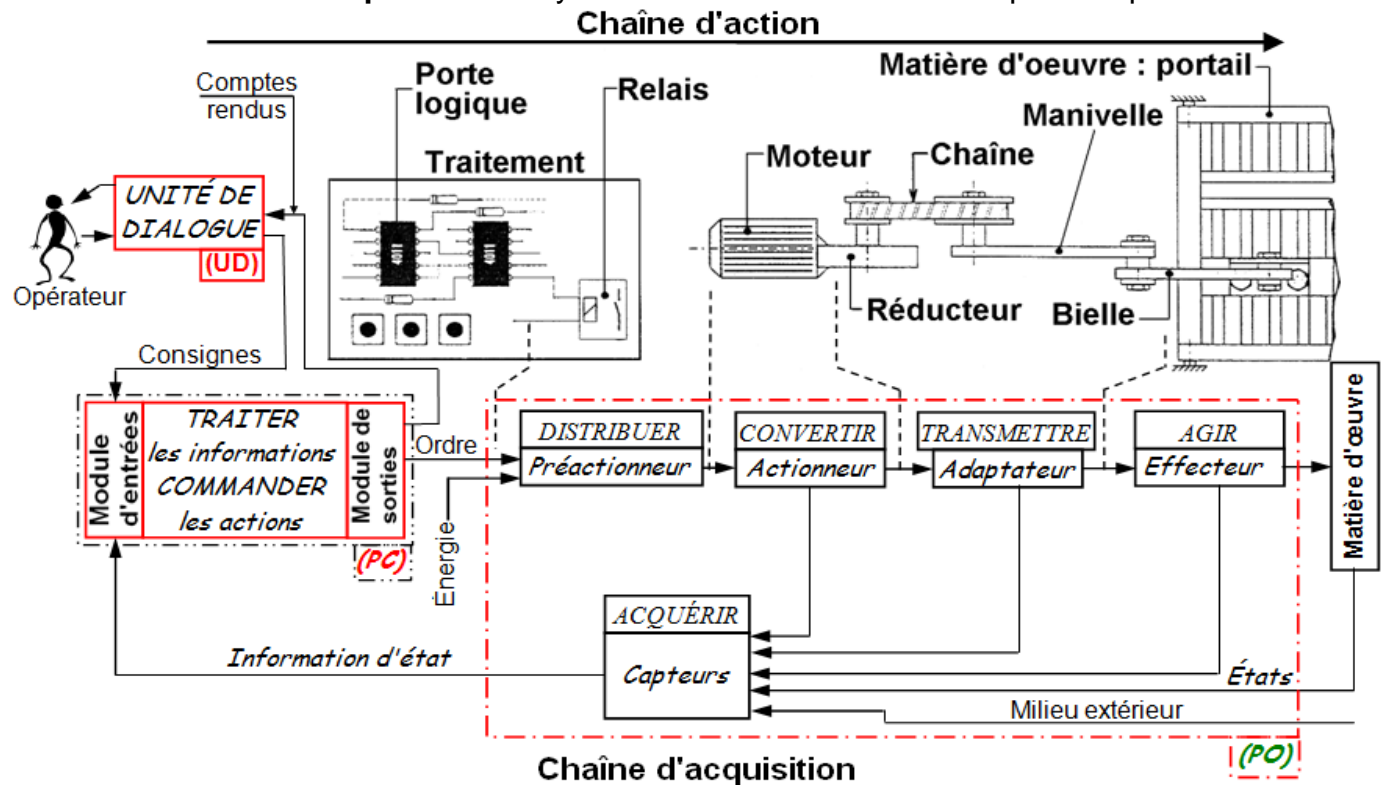 Chaîne d'action
Matière d'oeuvre : portail
Porte
logique
Relais
Comptes
rendus
Manivelle
Moteur
Chaîne
Traitement
UNITÉ DE
DIALOGUE
(UD)
Opérateur
Réducteur
Bielle
Consignes
Module
d'entrées
TRAITER
les informations
COMMANDER
les actions
Module de
sorties
(PC)
Ordre
Énergie
DISTRIBUER
Préactionneur
CONVERTIR
Actionneur
TRANSMETTRE
Adaptateur
AGIR
Effecteur
Matière d'œuvre
ACQUÉRIR
Capteurs
Information d'état
États
Milieu extérieur
(PO)
Chaîne d'acquisition